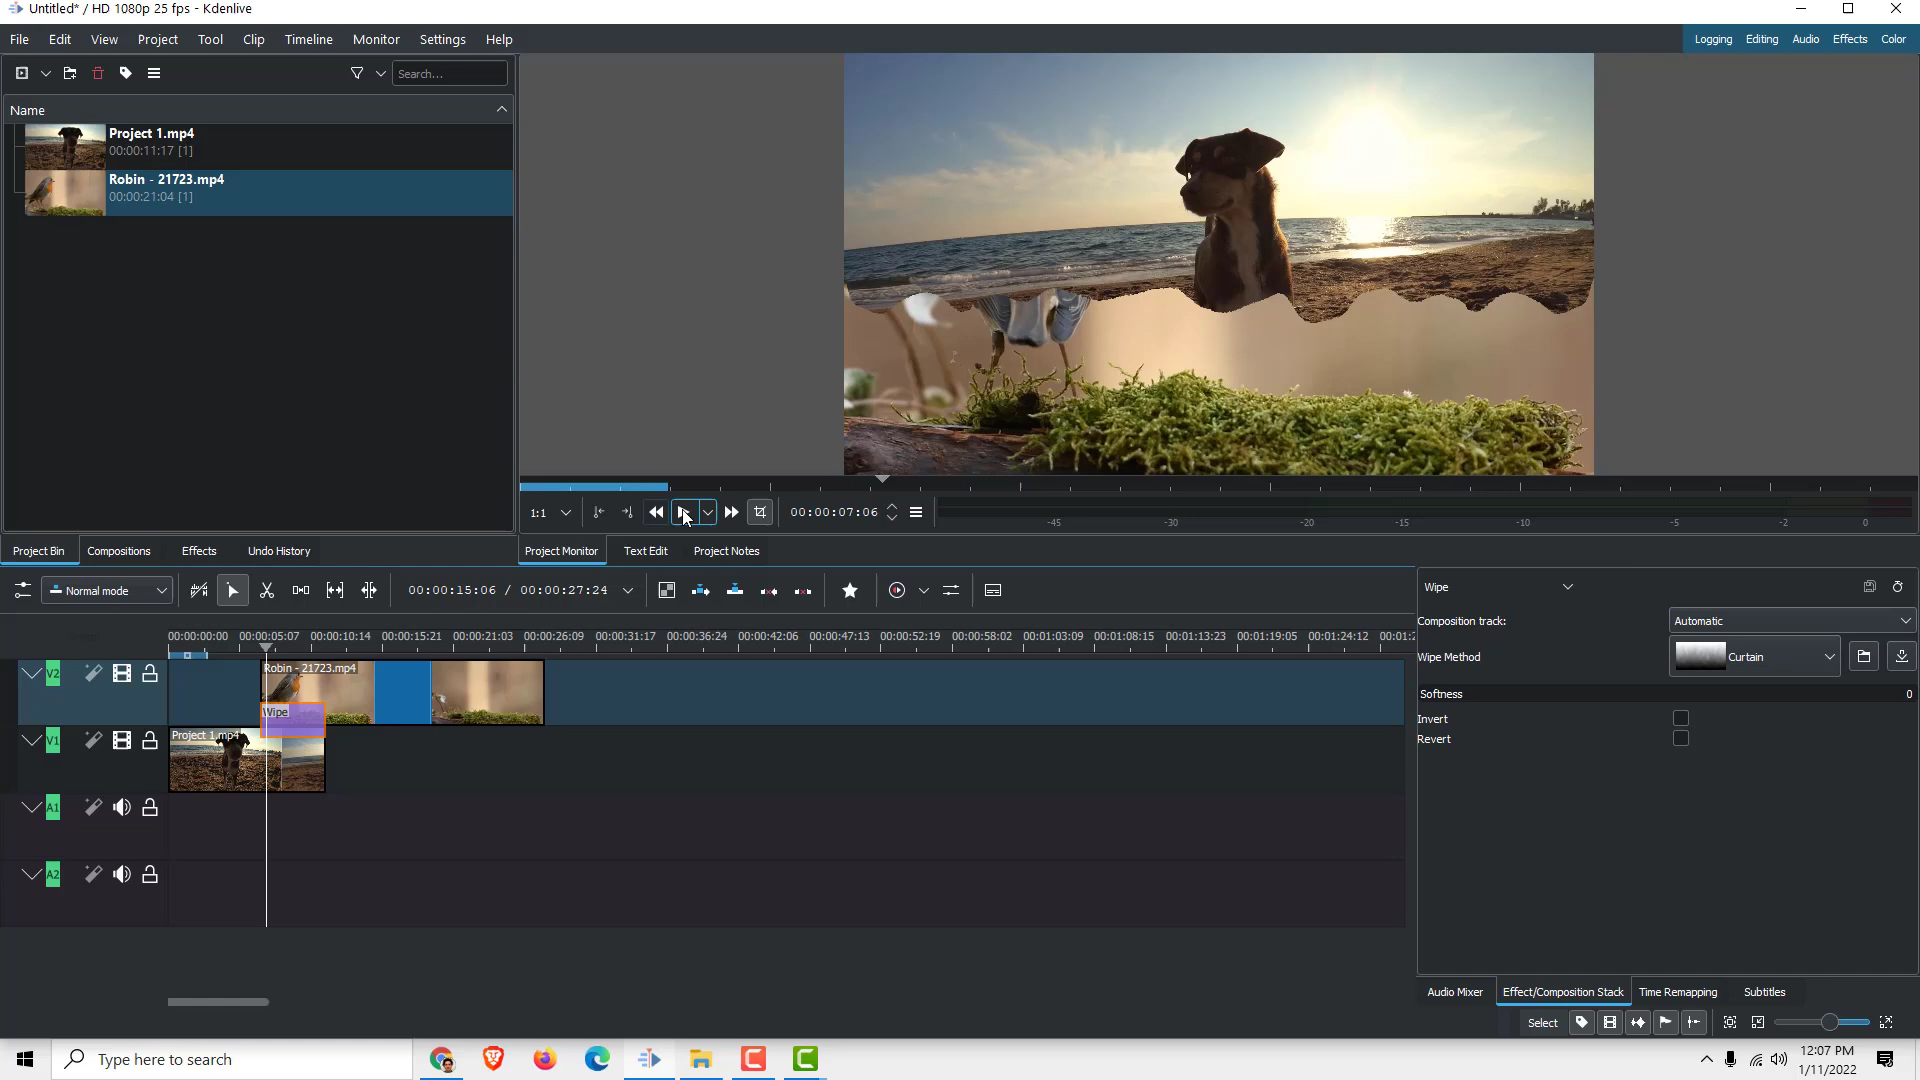 Untitled* / HD 1080p 25 fps - Kdenlive
File Edit View Project Tool Clip Timeline Monitor Settings Help
Logging Editing Audio Effects Color
Search...
Name
Project 1.mp4
00:00:11:17 [1]
Robin - 21723.mp4
00:00:21:04 [1]
1:1
00:00:07:06
-45 -30 -19 -15 -10 -5 -2 0
Project Bin Compositions Effects Undo History
Project Monitor Text Edit Project Notes
Normal mode
00:00:15:06 / 00:00:27:24
00:00:00:00 00:00:05:07 00:00:10:14 00:00:15:21 00:00:21:03 00:00:26:09 00:00:31:17 00:00:36:24 00:00:42:06 00:00:47:13 00:00:52:19 00:00:58:02 00:01:03:09 00:01:08:15 00:01:13:23 00:01:19:05 00:01:24:12 00:01:2
V2
Robin - 21723.mp4
Wipe
V1
Project 1.mp4
A1
A2
Wipe
Composition track: Automatic
Wipe Method Curtain
Softness 0
Invert
Revert
Audio Mixer Effect/Composition Stack Time Remapping Subtitles
Select
Type here to search
12:07 PM
1/11/2022